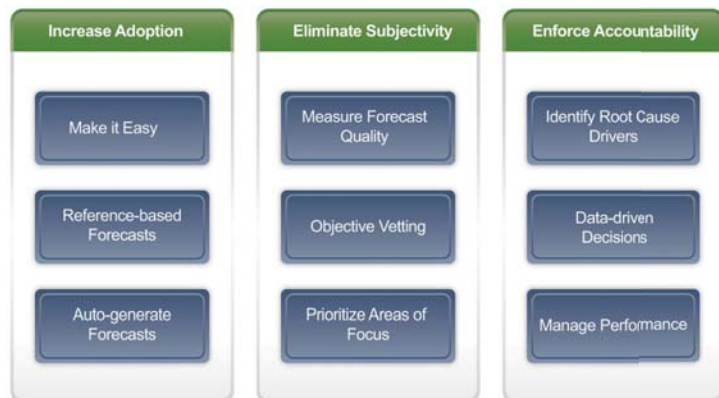 Increase Adoption
Make it Easy
Reference-based
Forecasts
Auto-generate
Forecasts
Eliminate Subjectivity
Measure Forecast
Quality
Objective Vetting
Prioritize Areas of
Focus
Enforce Accountability
Identify Root Cause
Drivers
Data-driven
Decisions
Manage Performance